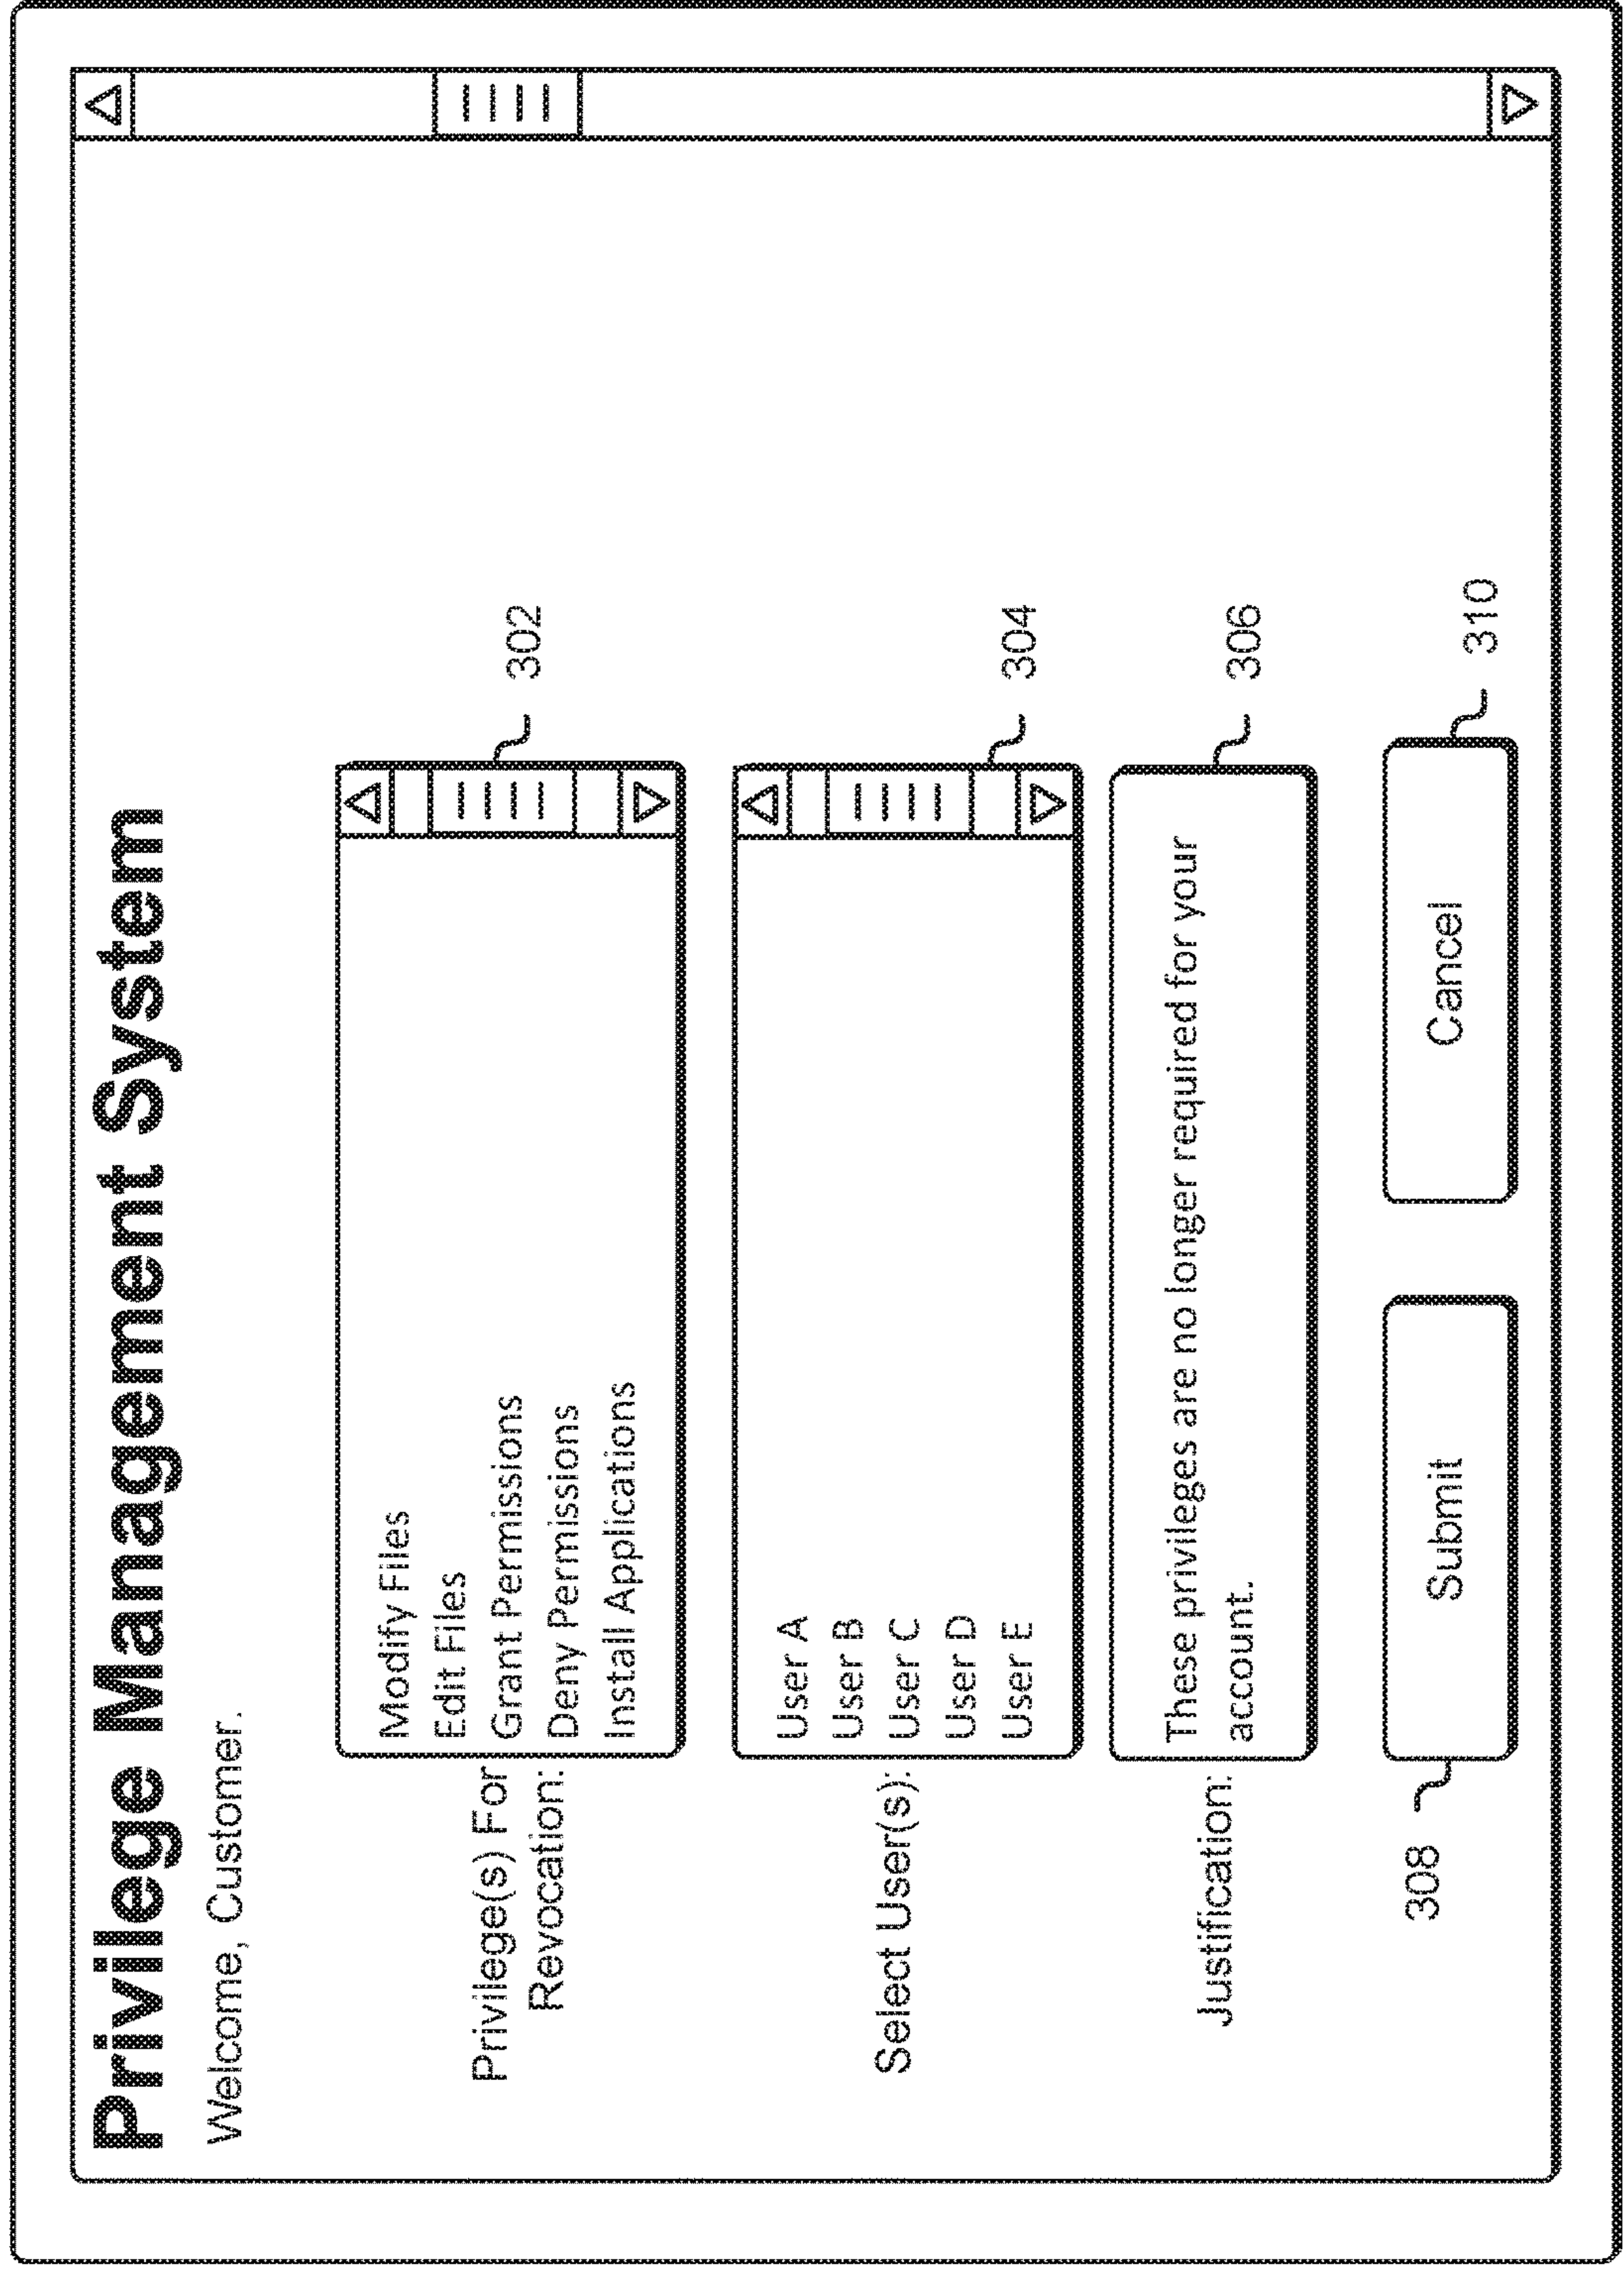 Privilege Management System
Welcome, Customer.
Privilege(s) For
Revocation:
Modify Files
Edit Files
Grant Permissions
Deny Permissions
Install Applications
302
Select User(s):
User A
User B
User C
User D
User E
304
Justification:
These privileges are no longer required for your
account.
306
308
Submit
Cancel
310